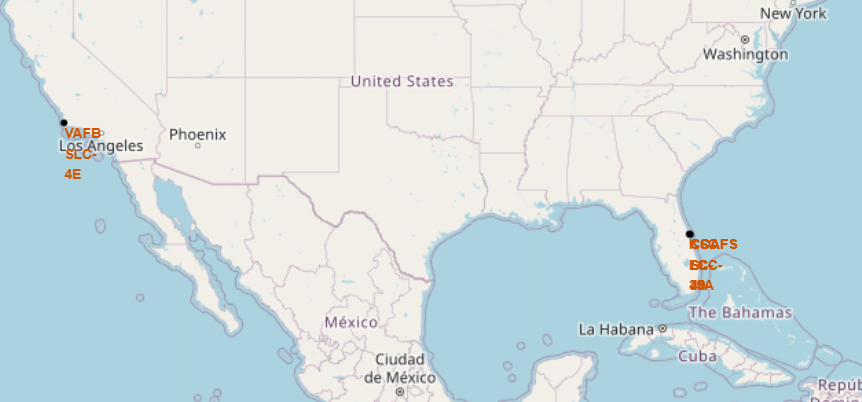 New York
Washington
United States
Phoenix
VAFB
Los Angeles
SLC-
4E
The Bahamas
México
La Habana
Cuba
Ciudad
de México